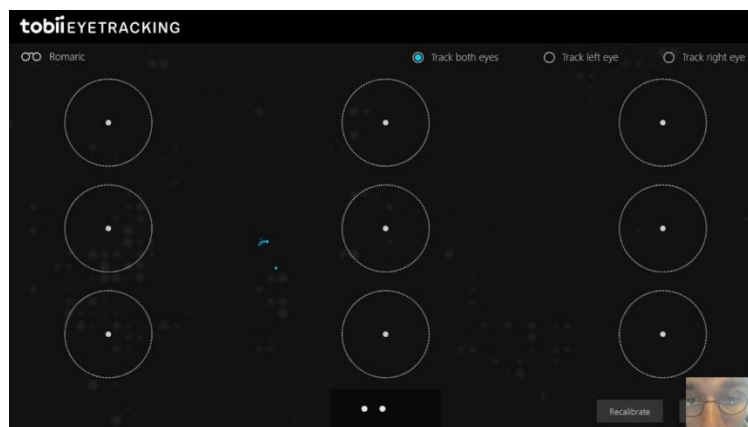 tobii EYETRACKING
Romaric
Track both eyes
Track left eye
Track right eye
Recalibrate